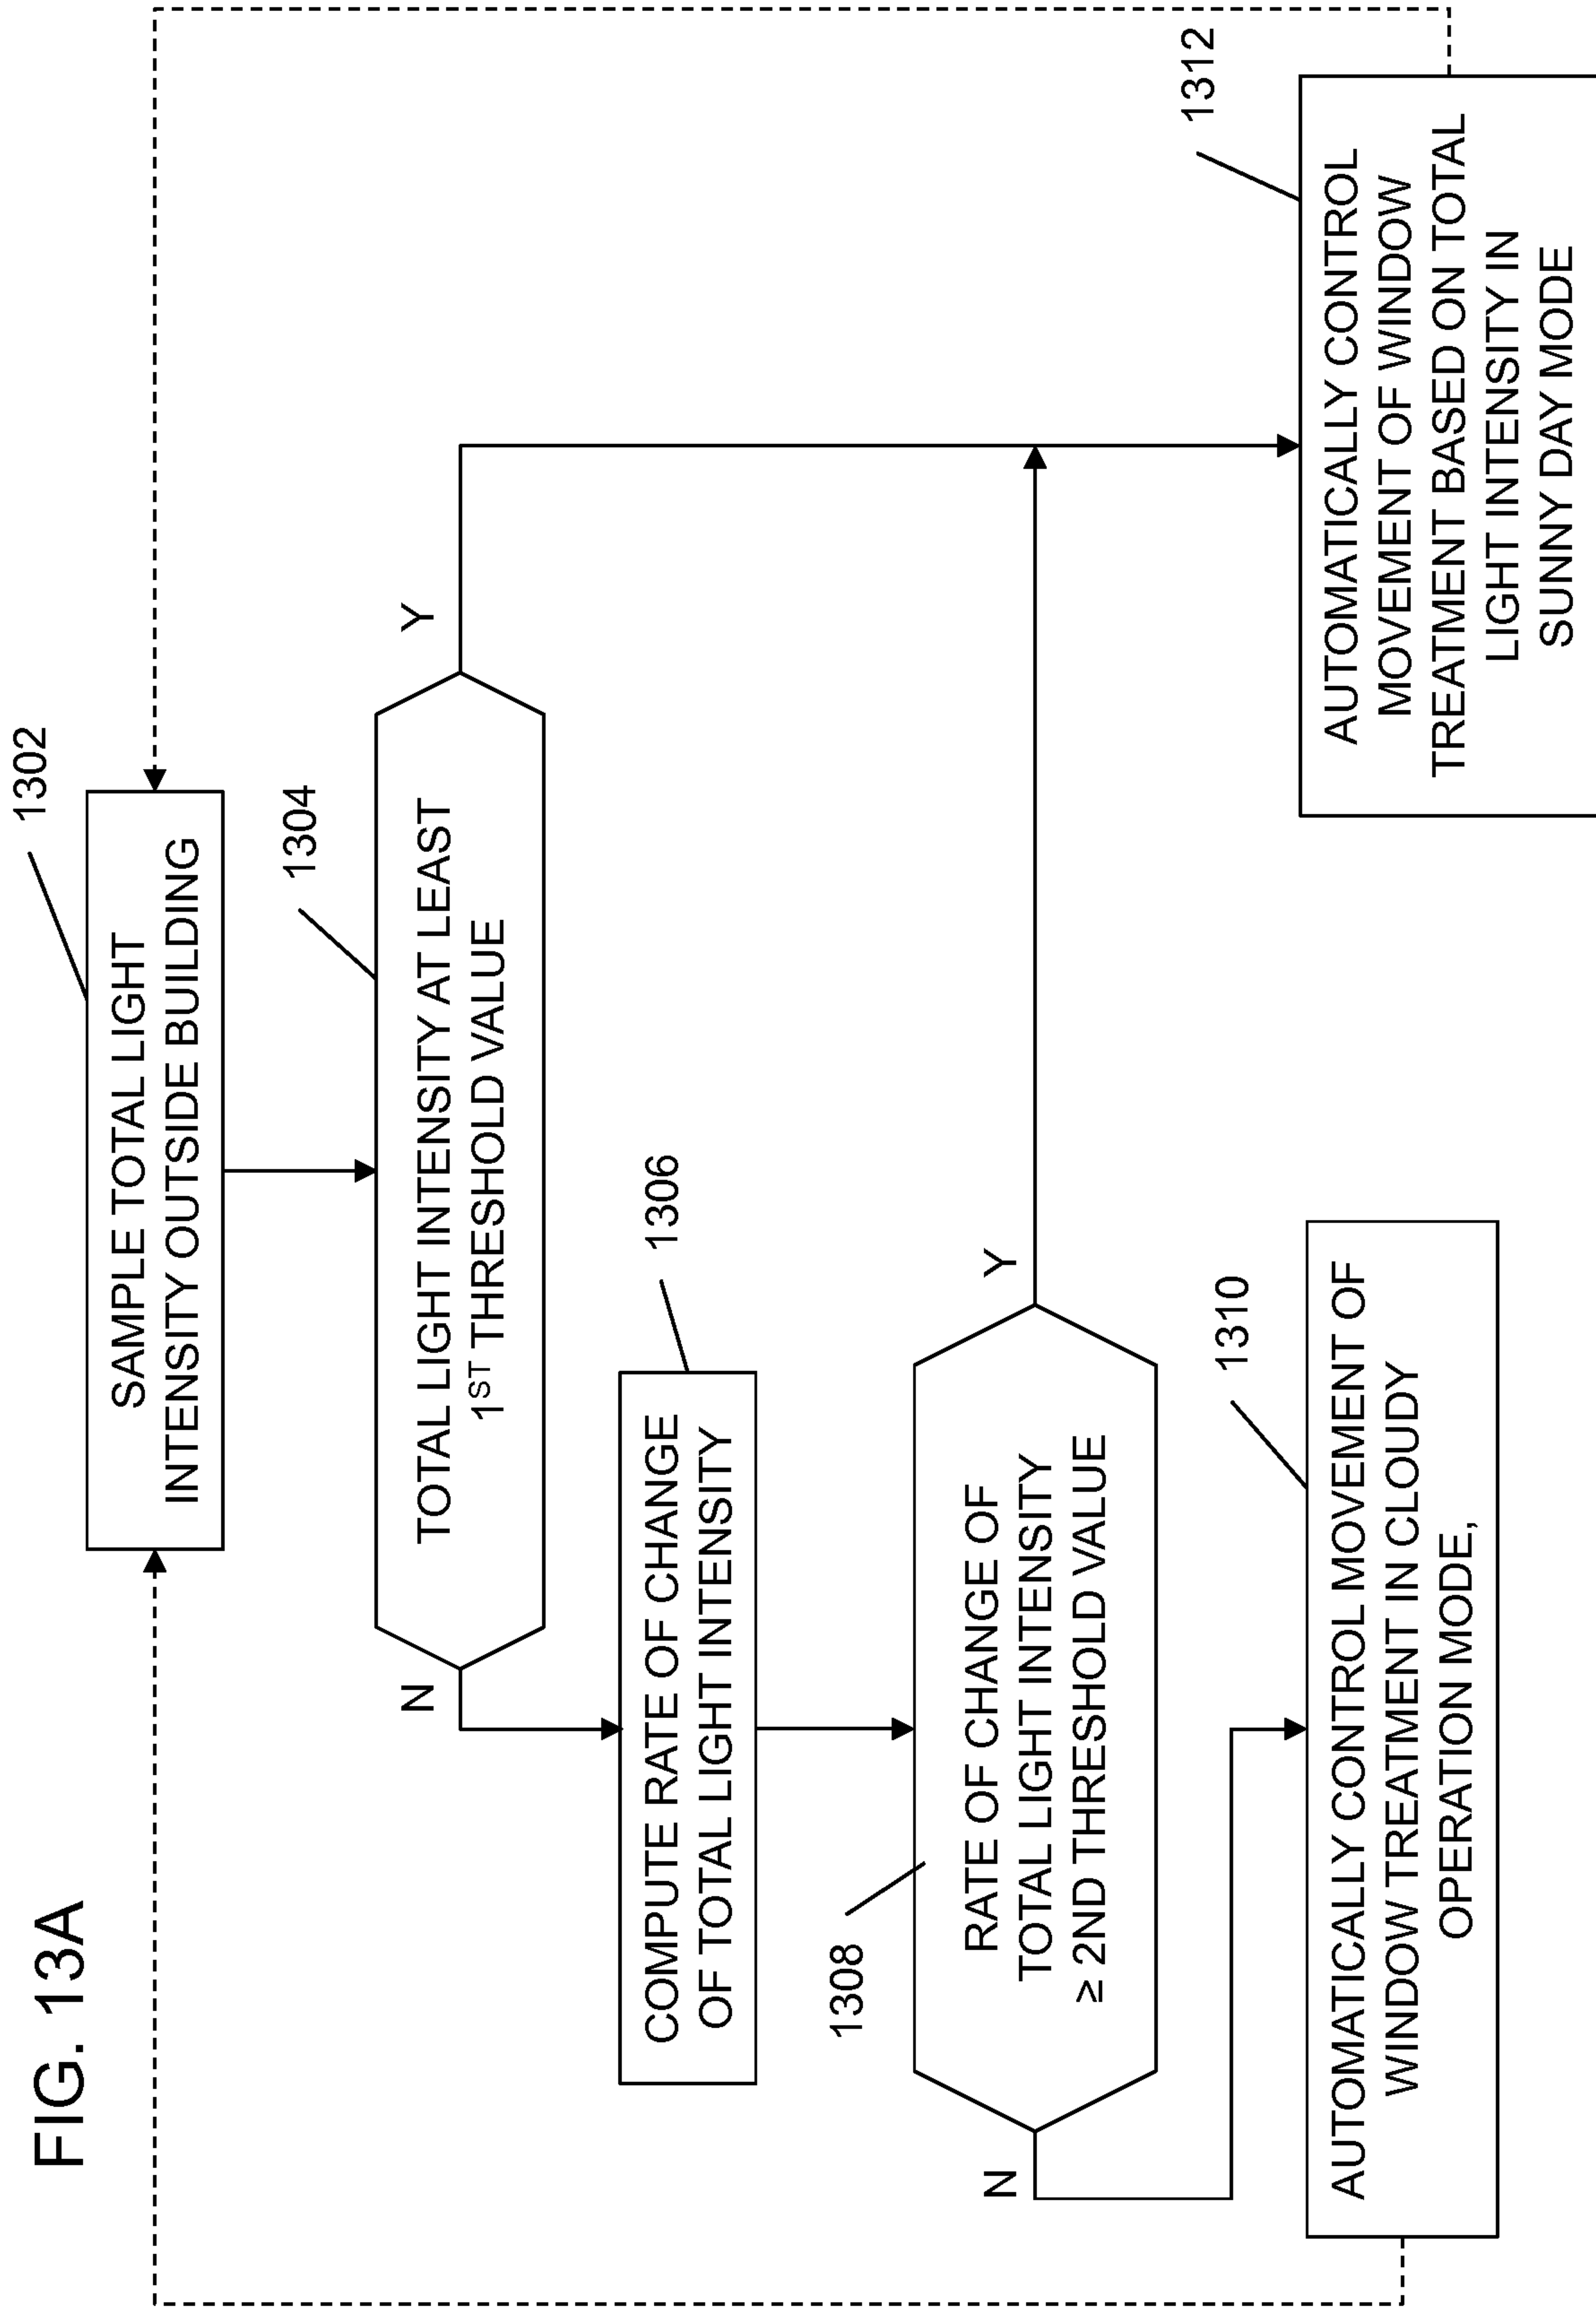 FIG. 13A
1302
SAMPLE TOTAL LIGHT
INTENSITY OUTSIDE BUILDING
1304
TOTAL LIGHT INTENSITY AT LEAST
1ST THRESHOLD VALUE
N
Y
1306
COMPUTE RATE OF CHANGE
OF TOTAL LIGHT INTENSITY
1308
RATE OF CHANGE OF
TOTAL LIGHT INTENSITY
≥ 2ND THRESHOLD VALUE
N
Y
1310
AUTOMATICALLY CONTROL MOVEMENT OF
WINDOW TREATMENT IN CLOUDY
OPERATION MODE,
1312
AUTOMATICALLY CONTROL
MOVEMENT OF WINDOW
TREATMENT BASED ON TOTAL
LIGHT INTENSITY IN
SUNNY DAY MODE